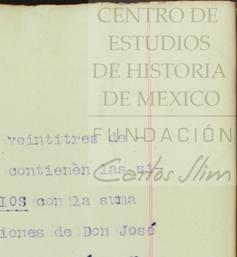 CENTRO DE
ESTUDIOS
DE HISTORIA
DE MEXICO
FUNDACIÓN
Carlos Slim
veintitres de
contienen las si-
IOS con la suma
iones de Don José